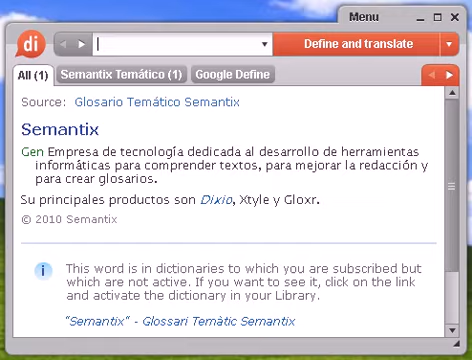 Menu
di
Define and translate
All (1)
Semantix Temático (1)
Google Define
Source: Glosario Temático Semantix
Semantix
Gen Empresa de tecnología dedicada al desarrollo de herramientas
informáticas para comprender textos, para mejorar la redacción y
para crear glosarios.
Su principales productos son Dixio, Xtyle y Gloxr.
© 2010 Semantix
i
This word is in dictionaries to which you are subscribed but
which are not active. If you want to see it, click on the link
and activate the dictionary in your Library.
"Semantix" - Glossari Temàtic Semantix